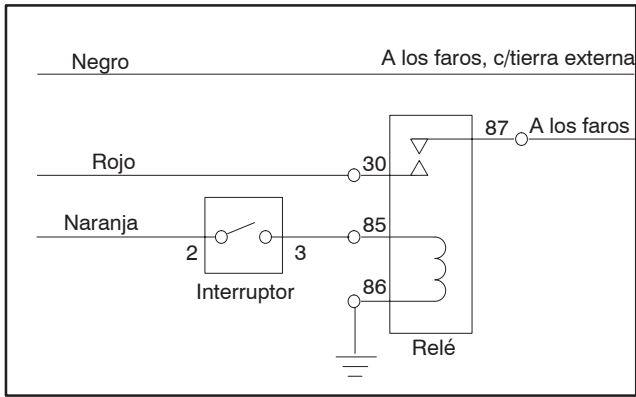 Negro
A los faros, c/tierra externa
87
A los faros
Rojo
30
Naranja
85
2
3
Interruptor
86
Relé